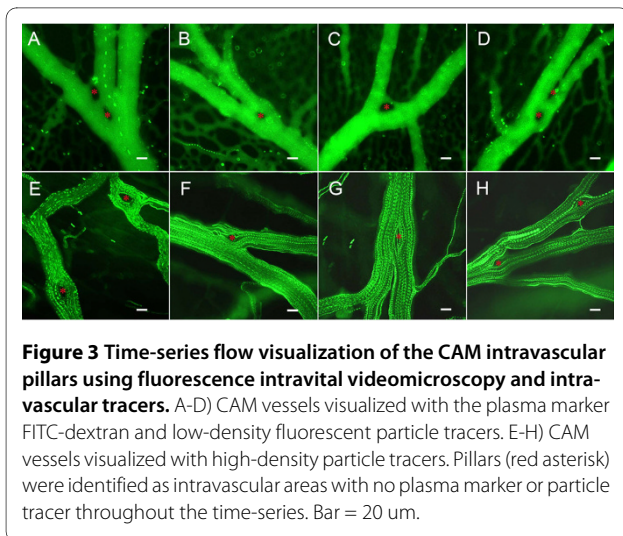 A
B
C
D
E
F
G
H
Figure 3 Time-series flow visualization of the CAM intravascular
pillars using fluorescence intravital videomicroscopy and intra-
vascular tracers. A-D) CAM vessels visualized with the plasma marker
FITC-dextran and low-density fluorescent particle tracers. E-H) CAM
vessels visualized with high-density particle tracers. Pillars (red asterisk)
were identified as intravascular areas with no plasma marker or particle
tracer throughout the time-series. Bar = 20 um.